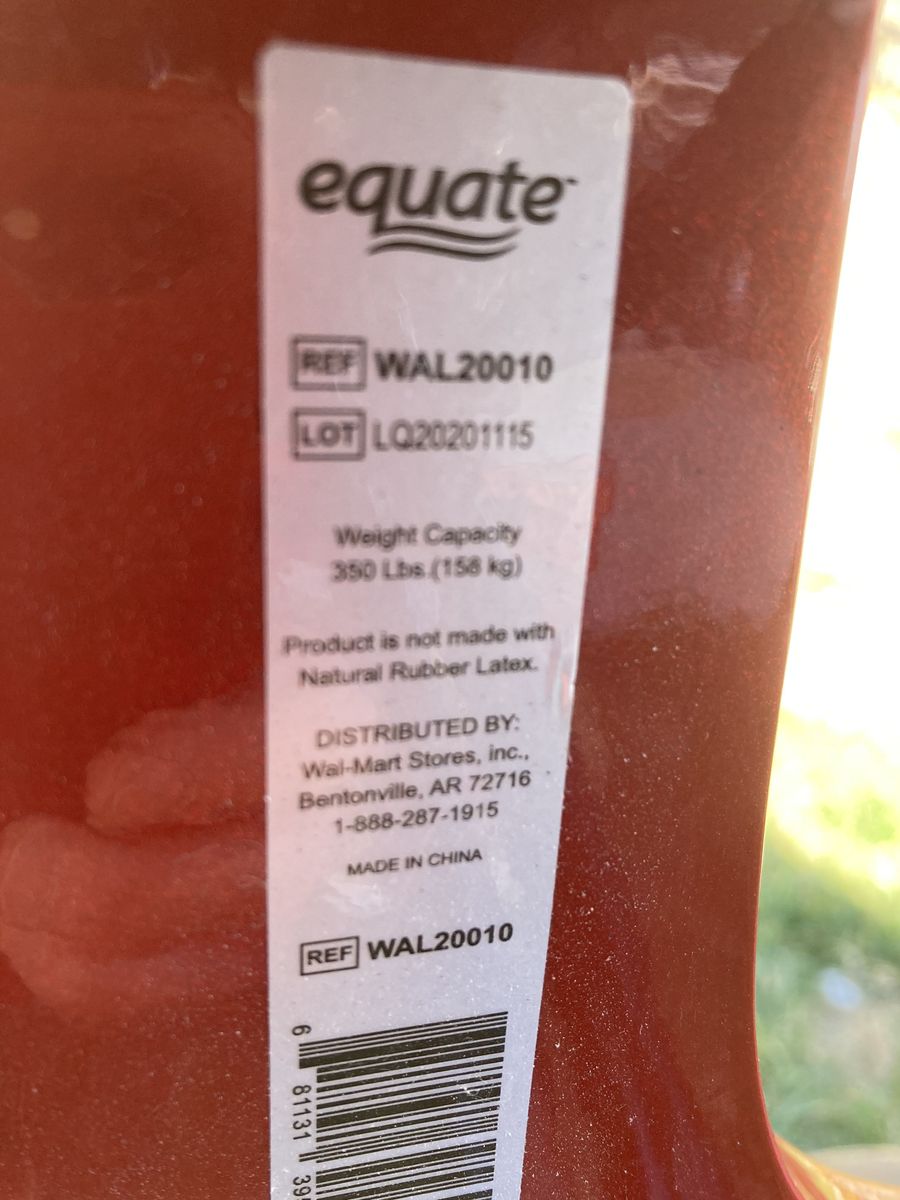 equate™
REF WAL20010
LOT LQ20201115
Weight Capacity
350 Lbs.(158 kg)
Product is not made with
Natural Rubber Latex.
DISTRIBUTED BY:
Wal-Mart Stores, inc.,
Bentonville, AR 72716
1-888-287-1915
MADE IN CHINA
REF WAL20010
6 81131